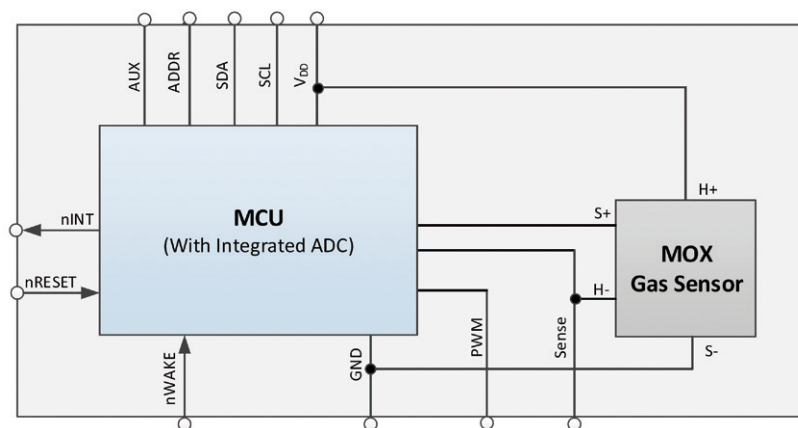 AUX
ADDR
SDA
SCL
VDD
H+
MCU
(With Integrated ADC)
S+
nINT
MOX
Gas Sensor
nRESET
H-
nWAKE
GND
PWM
Sense
S-